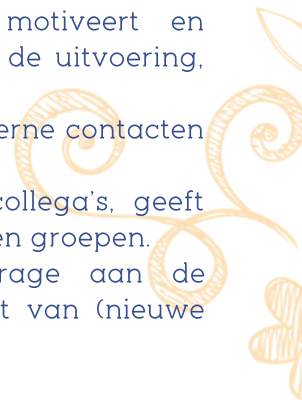 motiveert en
de uitvoering,
erne contacten
collega's, geeft
en groepen.
rage aan de
t van (nieuwe